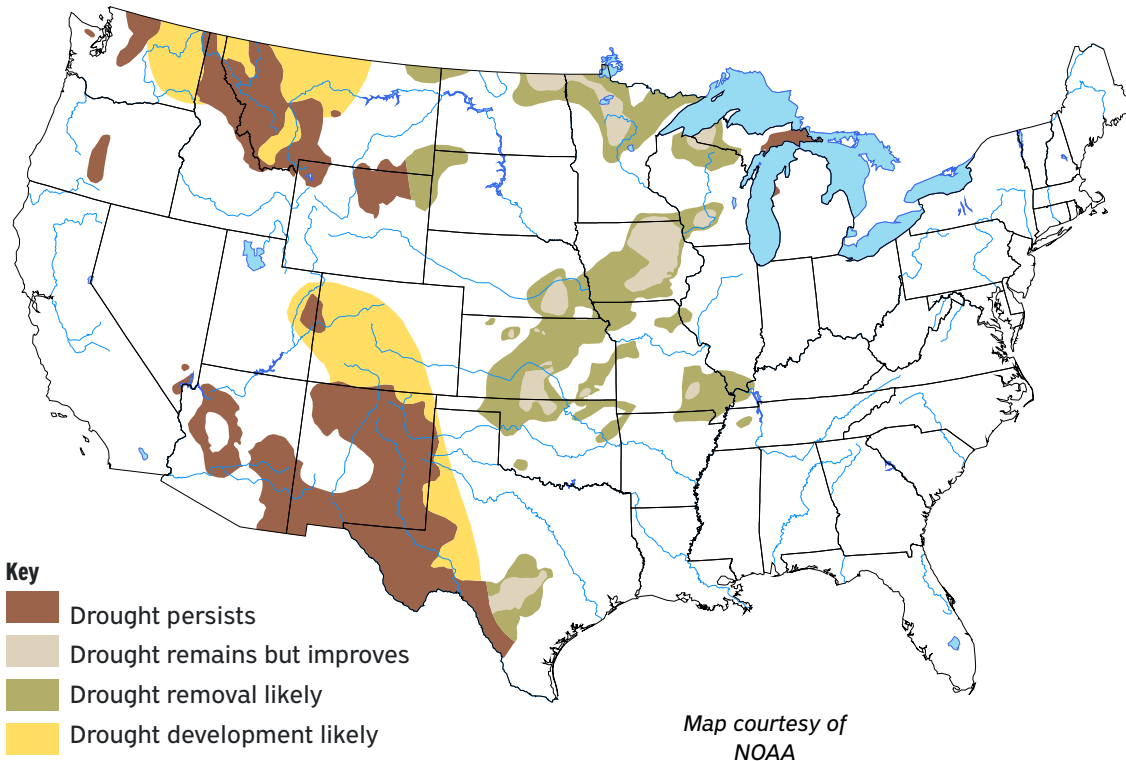 Key
Drought persists
Drought remains but improves
Drought removal likely
Drought development likely
Map courtesy of
NOAA